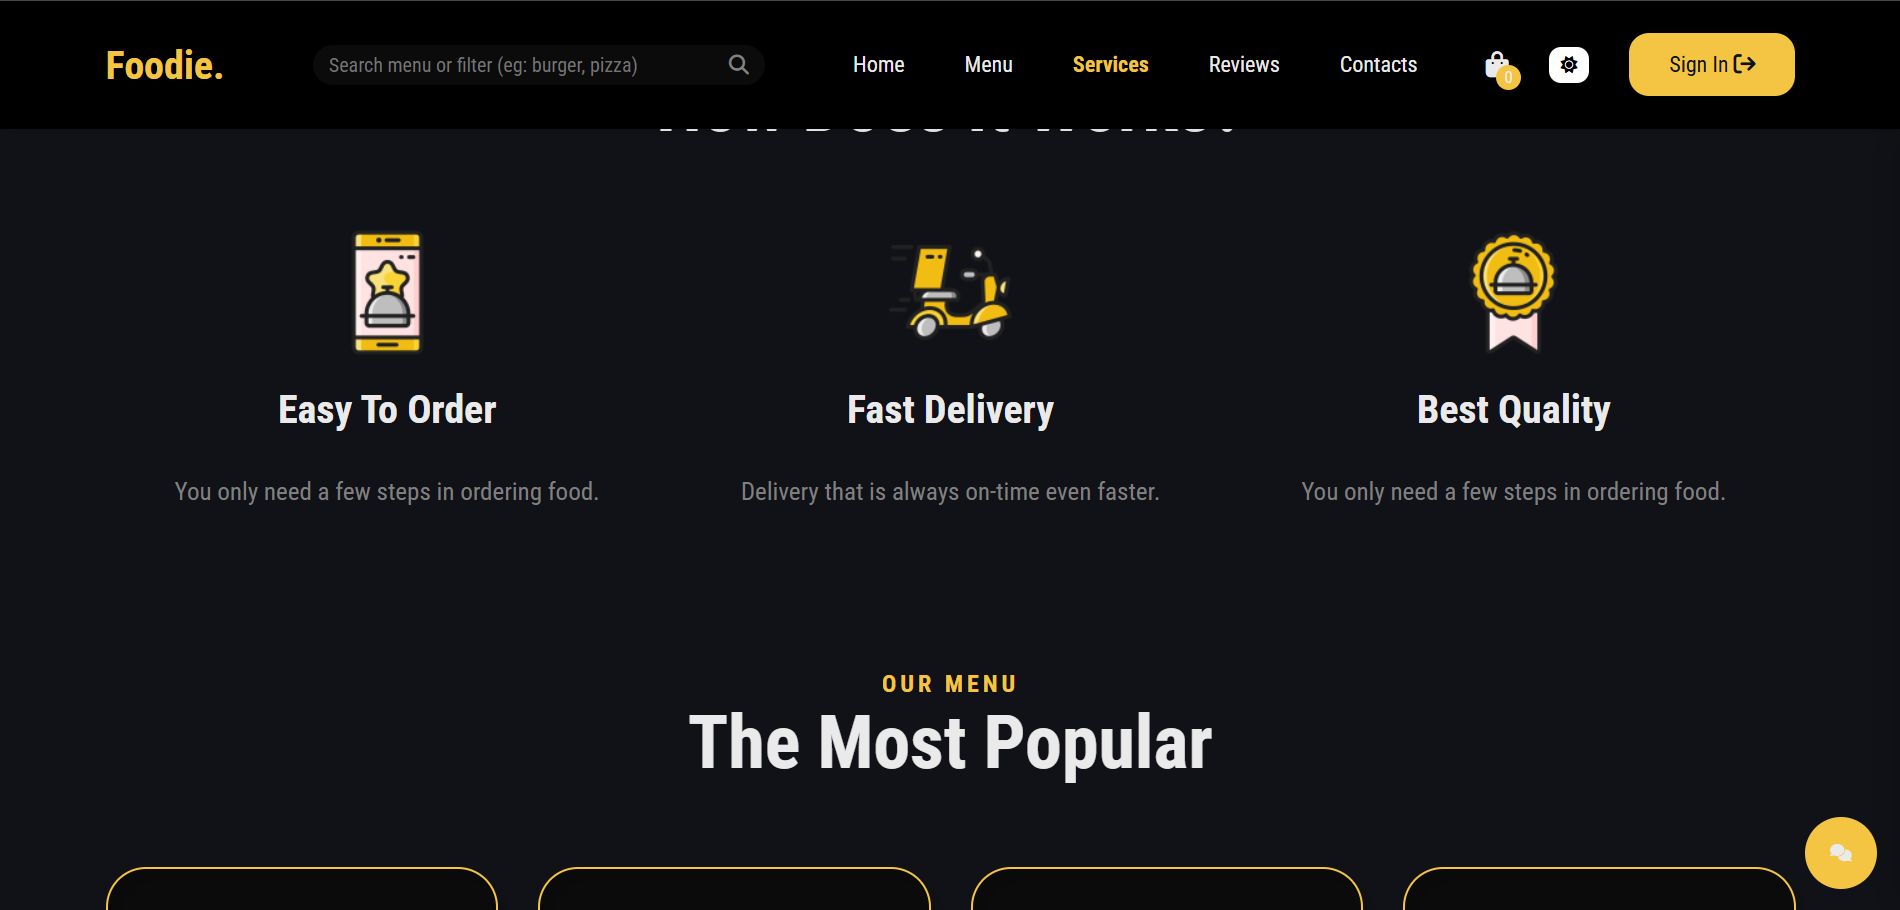 Foodie.
Search menu or filter (eg: burger, pizza)
Home
Menu
Services
Reviews
Contacts
0
Sign In
Easy To Order
Fast Delivery
Best Quality
You only need a few steps in ordering food.
Delivery that is always on-time even faster.
You only need a few steps in ordering food.
OUR MENU
The Most Popular